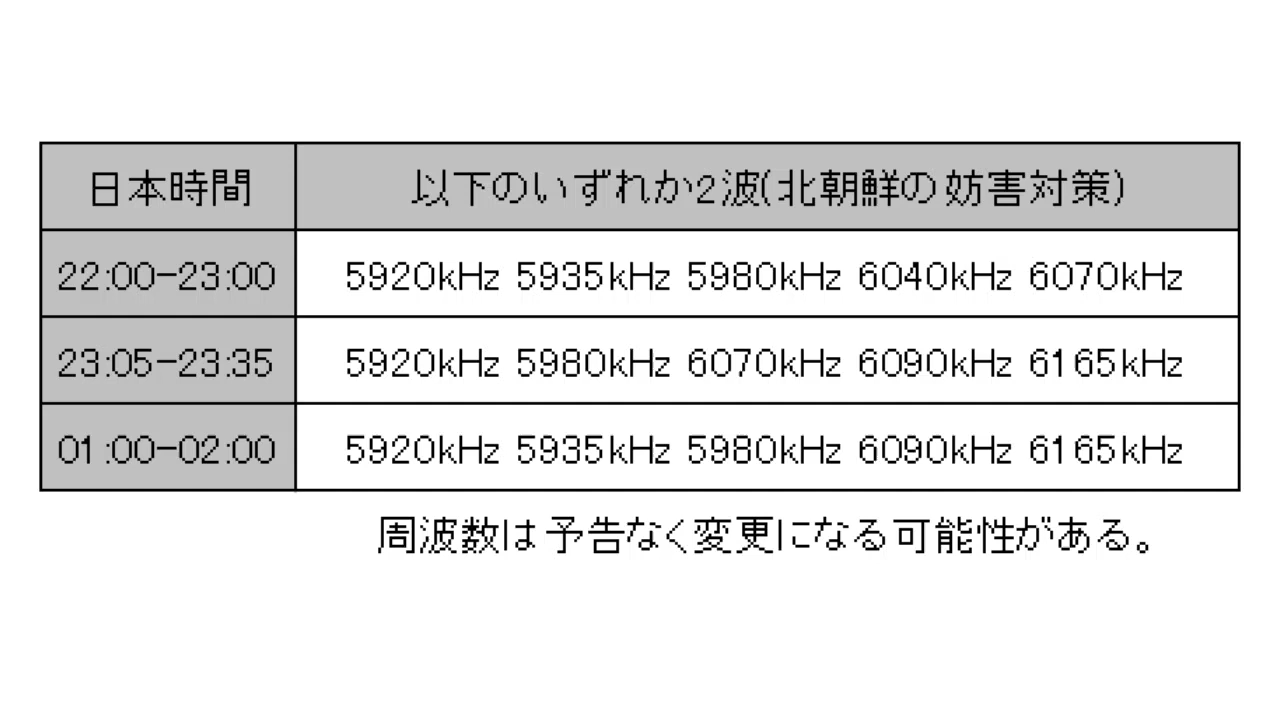 日本時間 以下のいずれか2波(北朝鮮の妨害対策)
22:00-23:00 5920kHz 5935kHz 5980kHz 6040kHz 6070kHz
23:05-23:35 5920kHz 5980kHz 6070kHz 6090kHz 6165kHz
01:00-02:00 5920kHz 5935kHz 5980kHz 6090kHz 6165kHz
周波数は予告なく変更になる可能性がある。